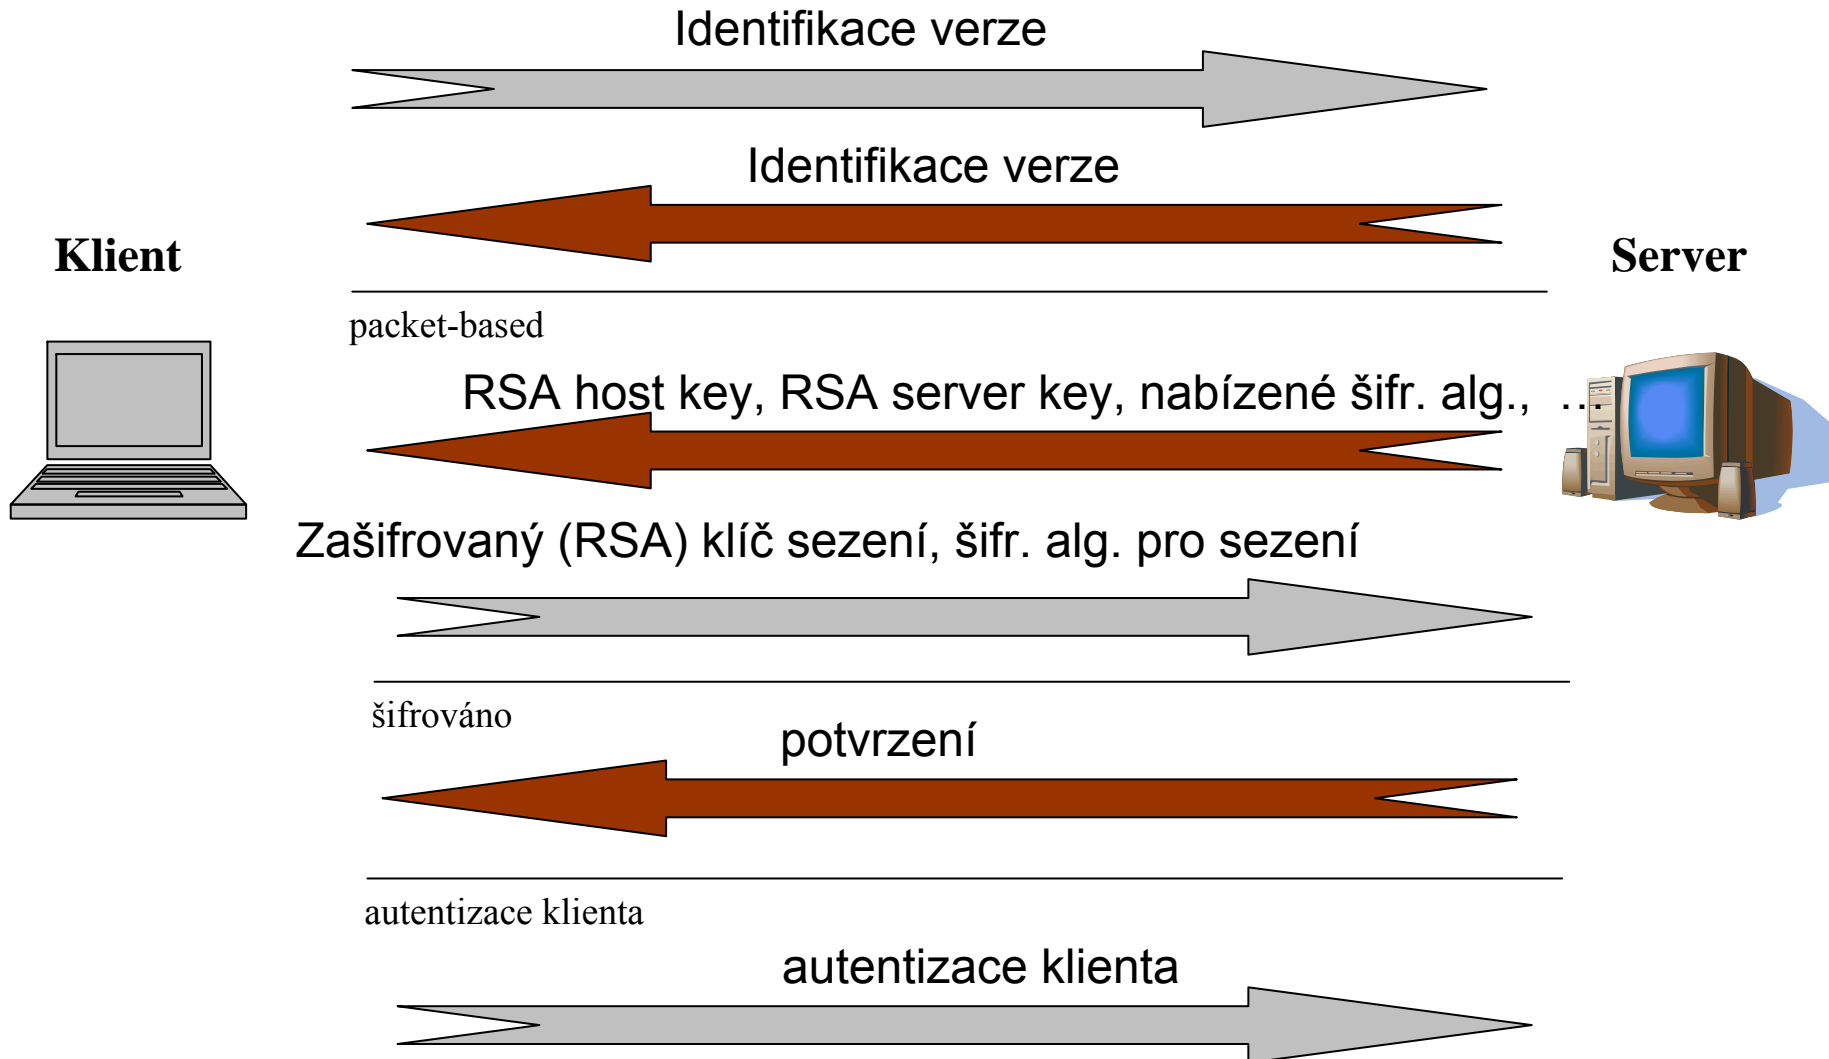 Identifikace verze
Identifikace verze
Klient
Server
packet-based
RSA host key, RSA server key, nabízené šifr. alg., …
Zašifrovaný (RSA) klíč sezení, šifr. alg. pro sezení
šifrováno
potvrzení
autentizace klienta
autentizace klienta